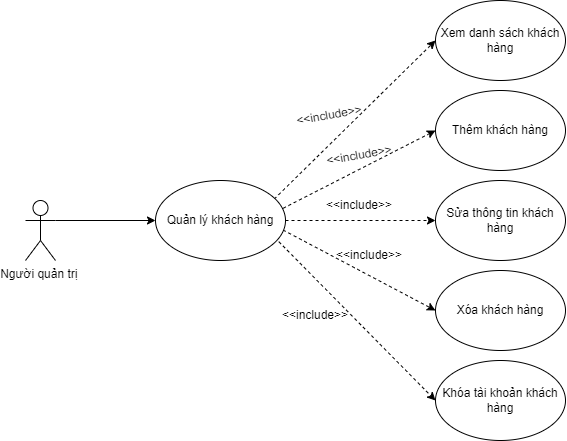 Xem danh sách khách
hàng
<<include>>
Thêm khách hàng
<<include>>
Quản lý khách hàng
<<include>>
Sửa thông tin khách
hàng
Người quản trị
<<include>>
Xóa khách hàng
<<include>>
Khóa tài khoản khách
hàng